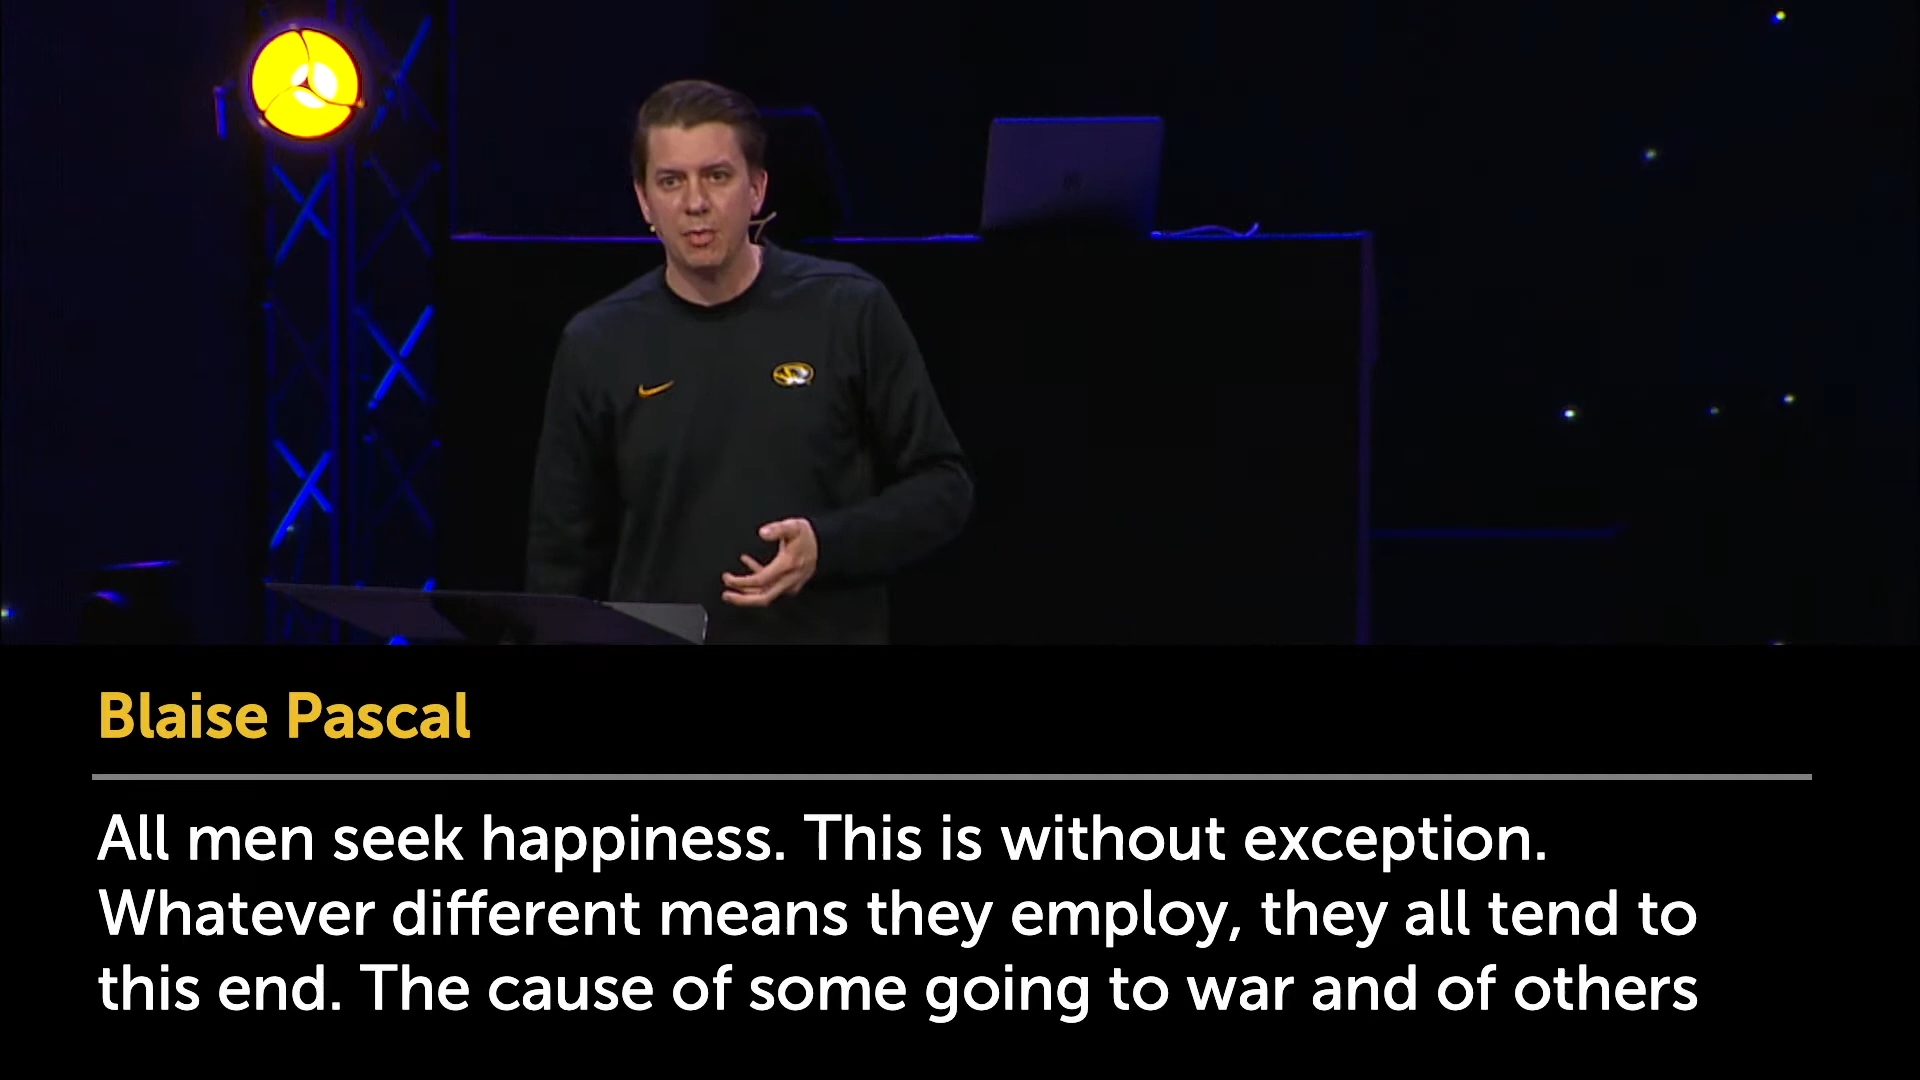 Blaise Pascal
All men seek happiness. This is without exception.
Whatever different means they employ, they all tend to
this end. The cause of some going to war and of others